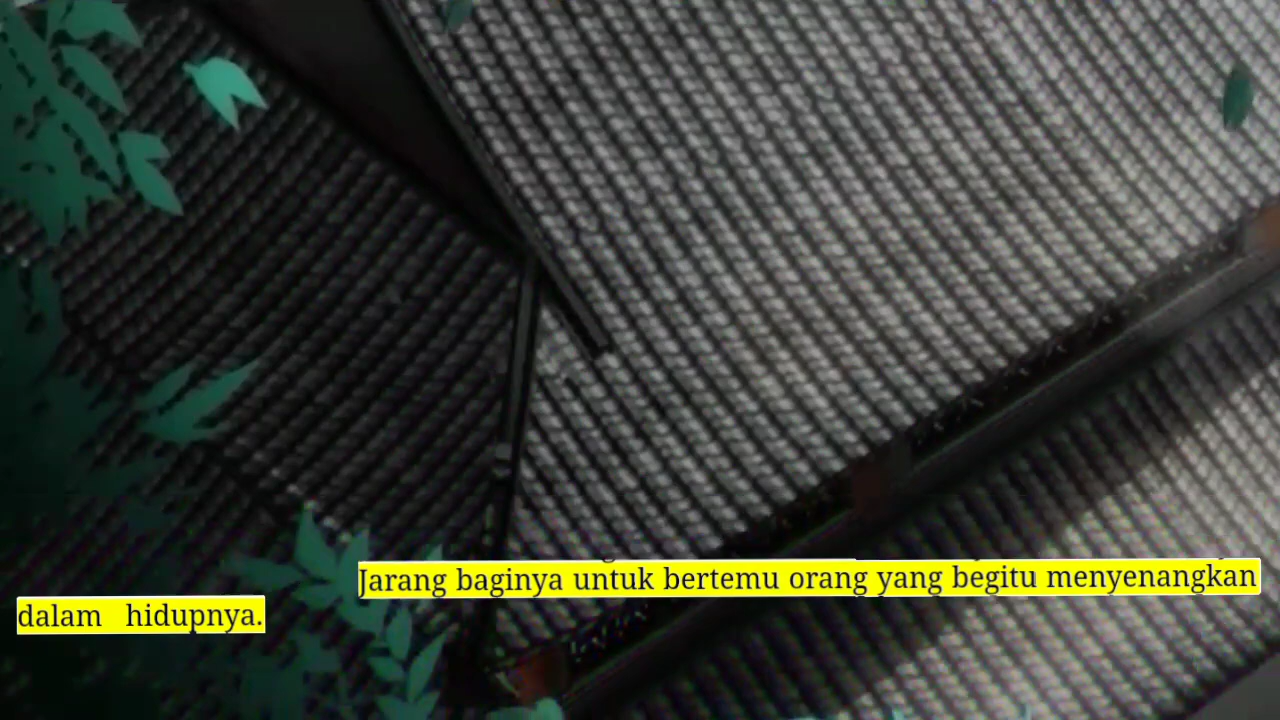 Jarang baginya untuk bertemu orang yang begitu menyenangkan
dalam hidupnya.